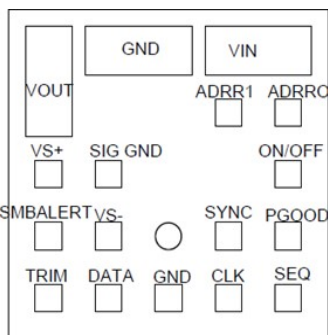 GND VIN
VOUT
ADRR1 ADRRO
VS+ SIG GND ON/OFF
SMBALERT VS- SYNC PGOOD
TRIM DATA GND CLK SEQ